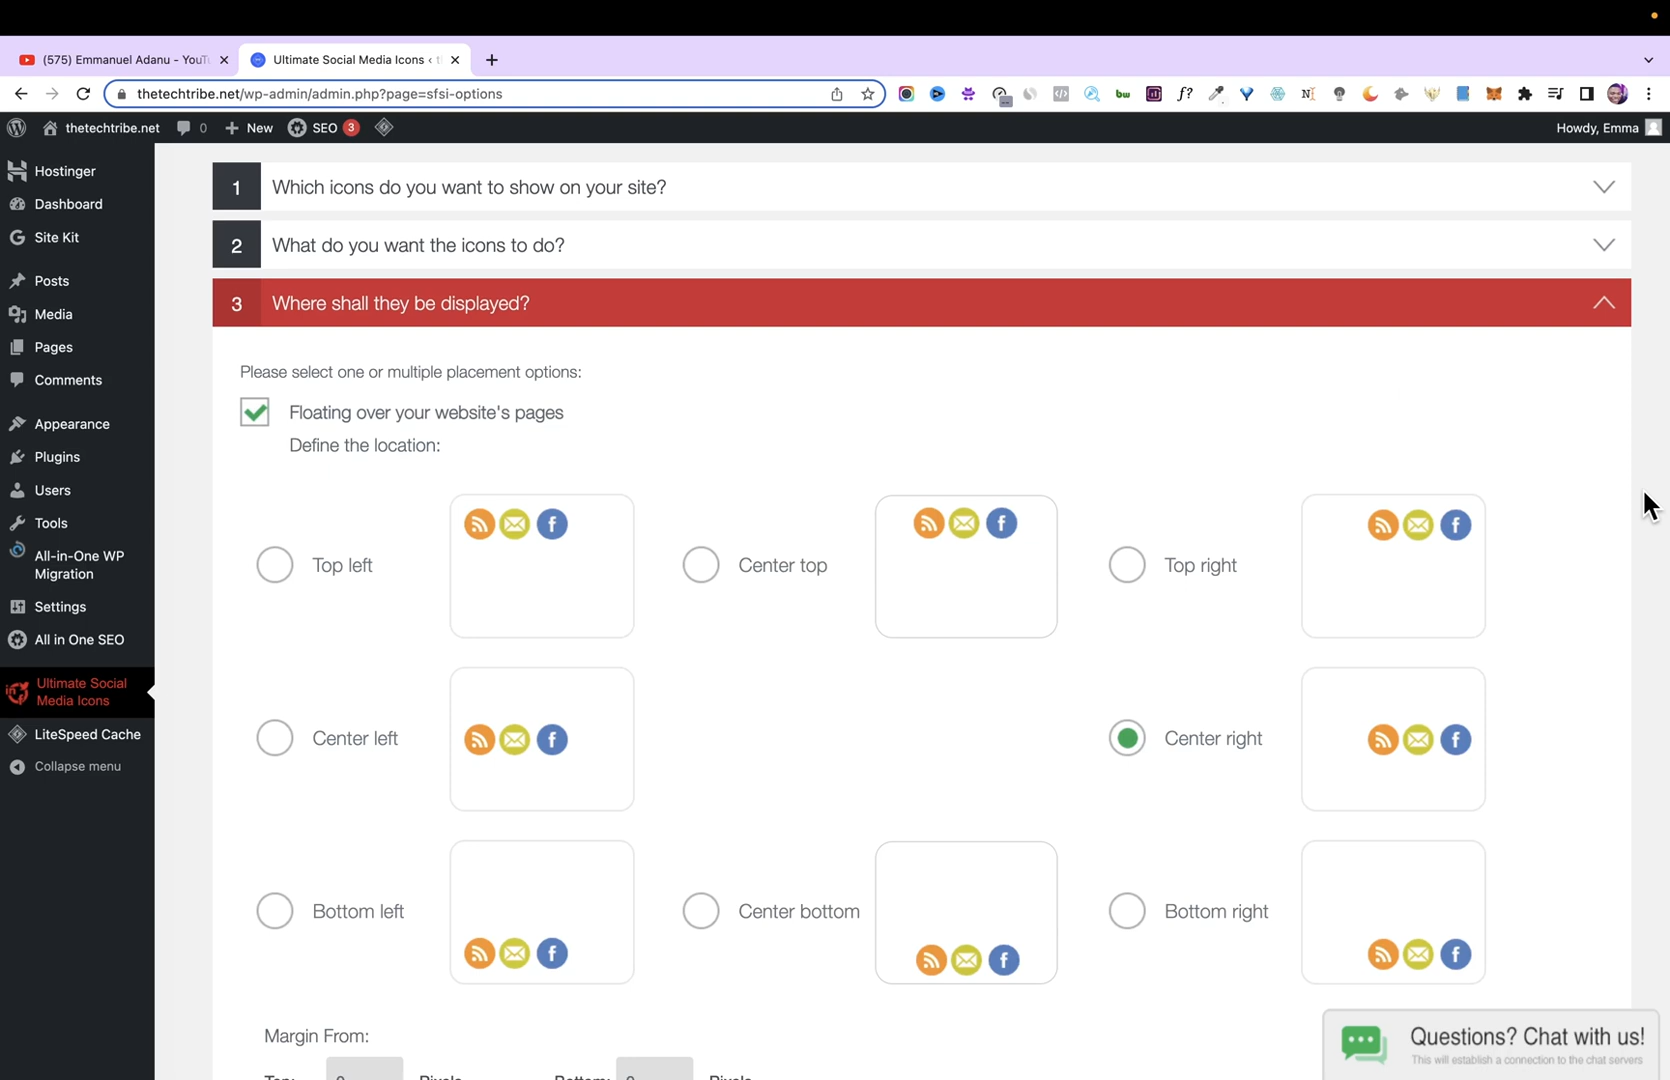 (575) Emmanuel Adanu - YouTu
Ultimate Social Media Icons ‹ t
thetechtribe.net/wp-admin/admin.php?page=sfsi-options
thetechtribe.net
0
New
SEO 3
Howdy, Emma
Hostinger
Dashboard
Site Kit
Posts
Media
Pages
Comments
Appearance
Plugins
Users
Tools
All-in-One WP
Migration
Settings
All in One SEO
Ultimate Social
Media Icons
LiteSpeed Cache
Collapse menu
1 Which icons do you want to show on your site?
2 What do you want the icons to do?
3 Where shall they be displayed?
Please select one or multiple placement options:
Floating over your website's pages
Define the location:
Top left
Center top
Top right
Center left
Center right
Bottom left
Center bottom
Bottom right
Margin From:
Top: Pixels Bottom: Pixels
Questions? Chat with us!
This will establish a connection to the chat servers